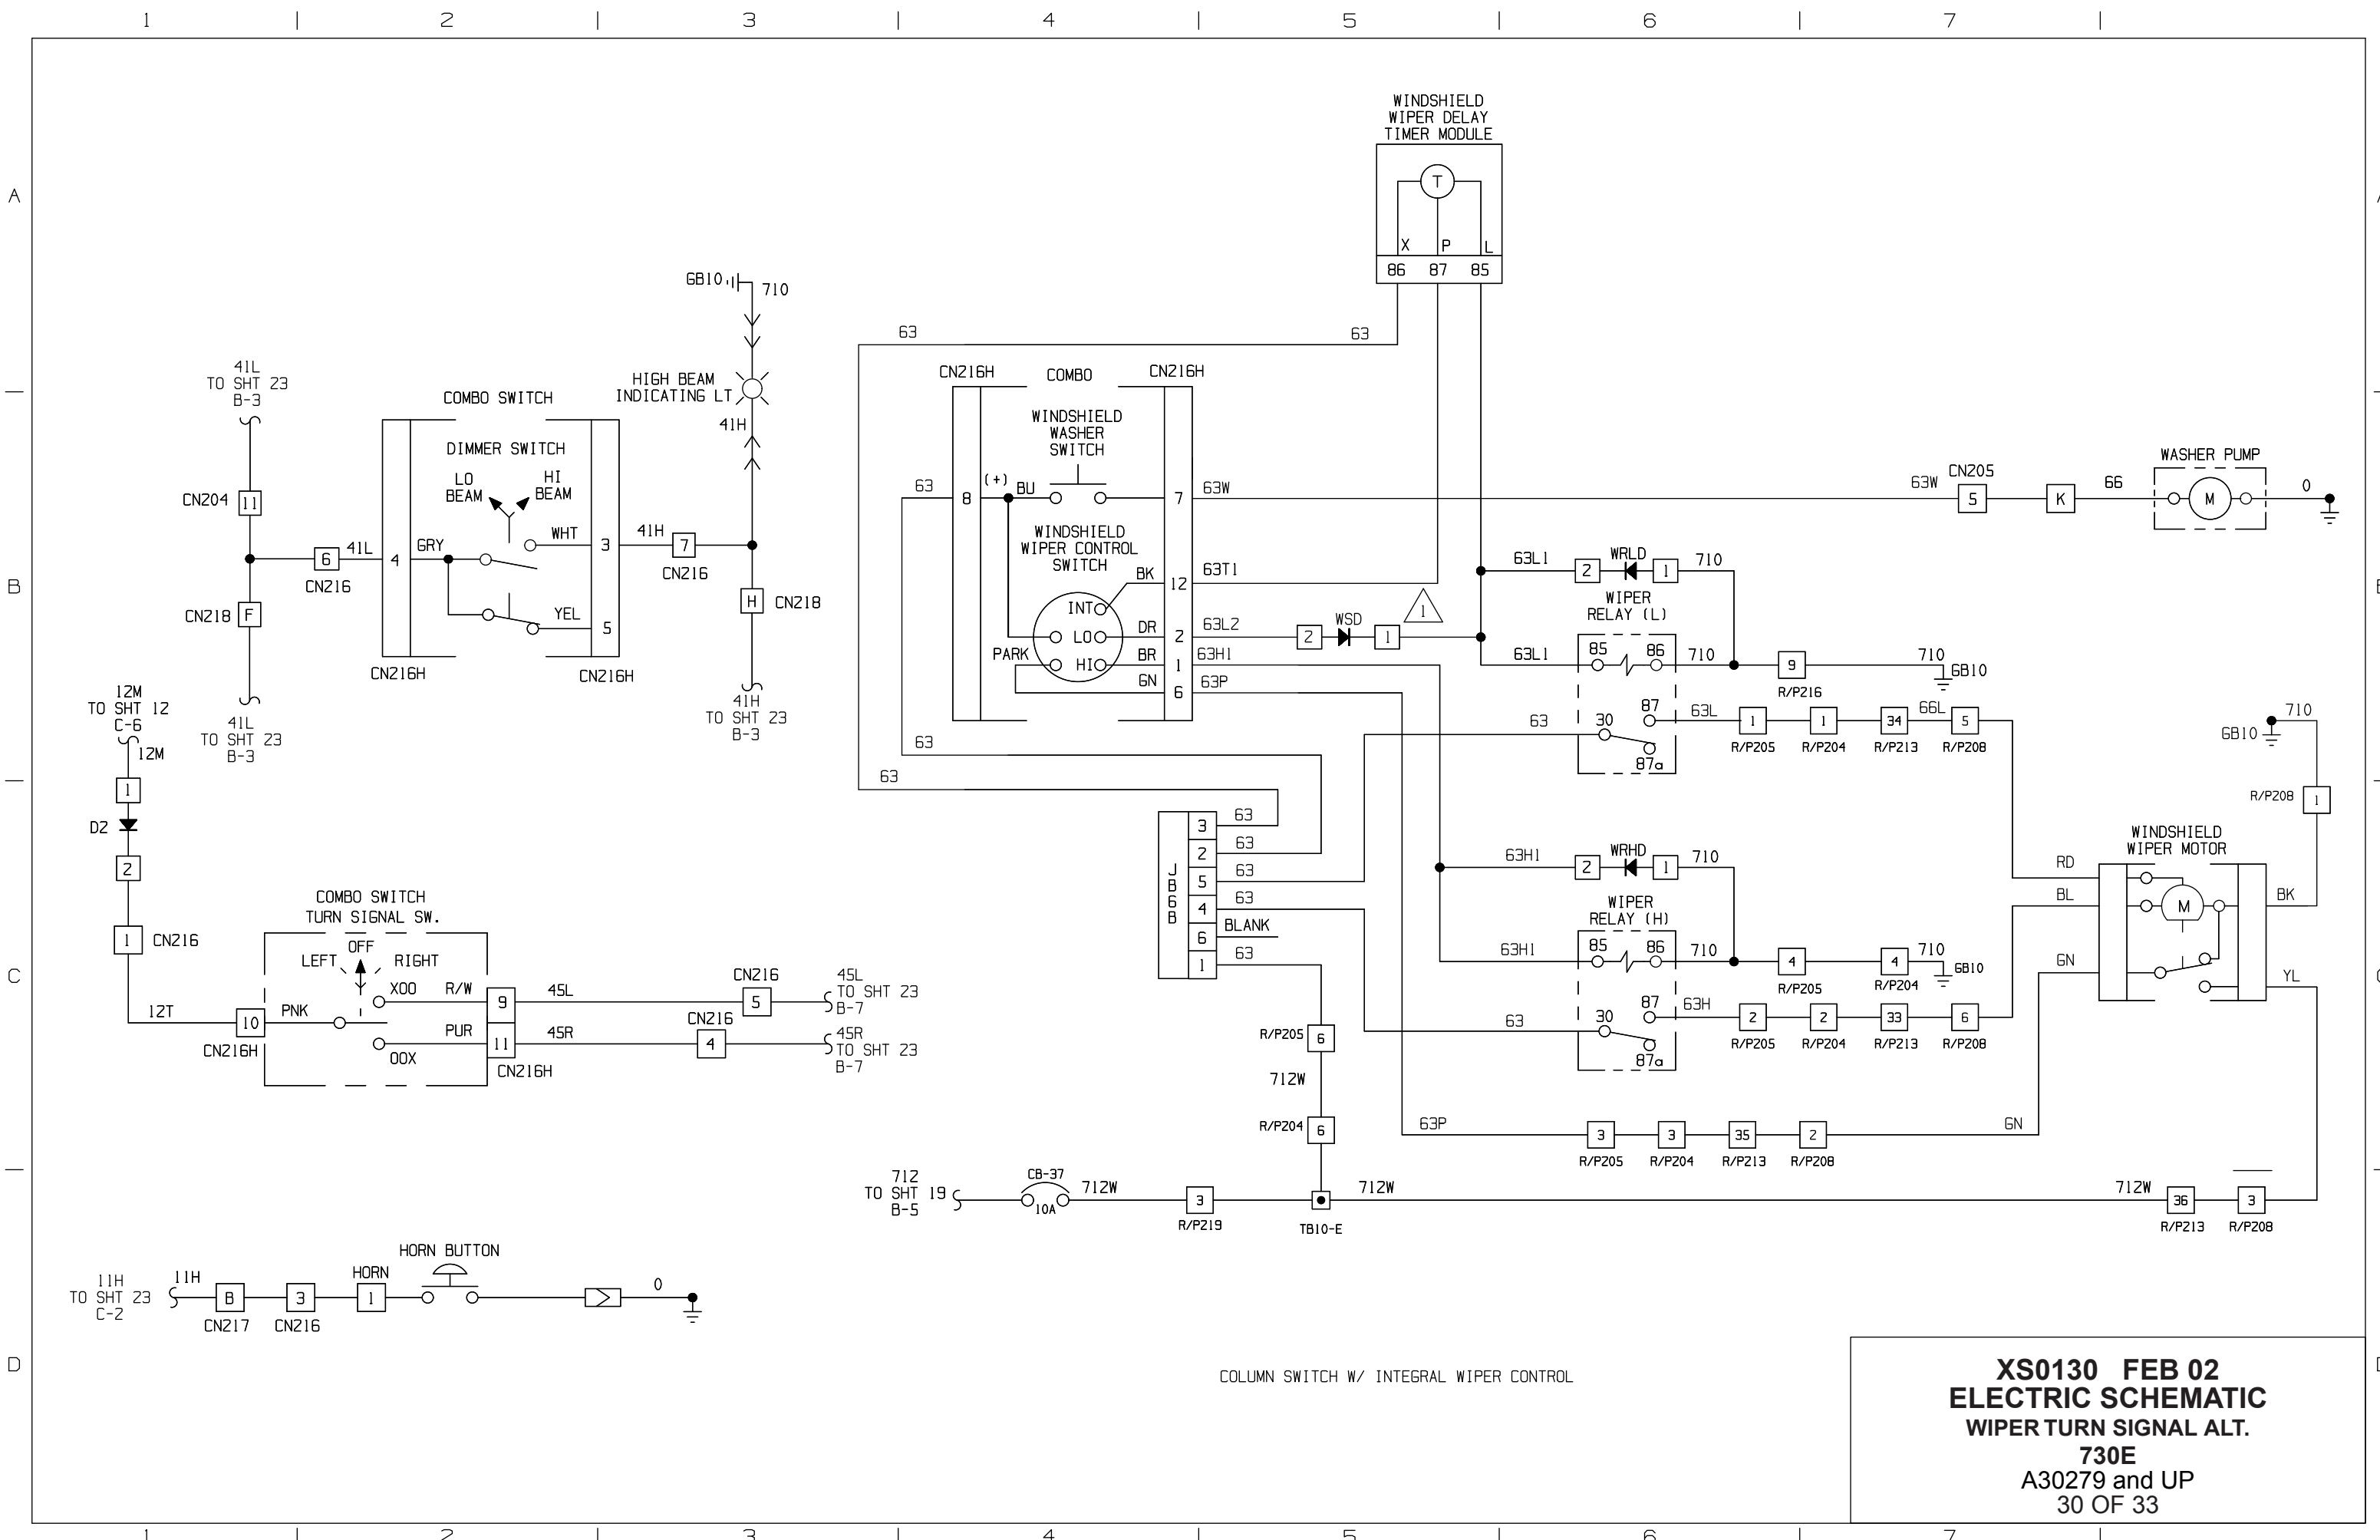 1 2 3 4 5 6 7
A
B
C
D
WINDSHIELD
WIPER DELAY
TIMER MODULE
T
X P L
86 87 85
GB10
710
63
63
HIGH BEAM
INDICATING LT
41H
41L
TO SHT 23
B-3
CN204
11
6
CN216
41L
CN218
F
41L
TO SHT 23
B-3
COMBO SWITCH
DIMMER SWITCH
LO
BEAM
HI
BEAM
4
GRY
WHT
3
YEL
5
CN216H
CN216H
41H
7
CN216
H
CN218
41H
TO SHT 23
B-3
12M
TO SHT 12
C-6
12M
1
D2
2
1
CN216
12T
10
CN216H
COMBO SWITCH
TURN SIGNAL SW.
OFF
LEFT
RIGHT
PNK
XOO
R/W
9
PUR
11
OOX
CN216H
45L
CN216
5
45L
TO SHT 23
B-7
45R
CN216
4
45R
TO SHT 23
B-7
CN216H
COMBO
CN216H
WINDSHIELD
WASHER
SWITCH
63
8
(+)
BU
7
63W
WINDSHIELD
WIPER CONTROL
SWITCH
BK
12
63T1
INT
LO
DR
2
63L2
PARK
HI
BR
1
63H1
GN
6
63P
63
63
2
WSD
1
1
63W
CN205
5
K
66
WASHER PUMP
M
0
63L1
2
WRLD
1
710
WIPER
RELAY (L)
63L1
85
86
710
9
R/P216
710
GB10
63
30
87
87a
63L
1
R/P205
1
R/P204
34
R/P213
66L
5
R/P208
710
GB10
R/P208
1
JB6B
3
63
2
63
5
63
4
63
6
BLANK
1
63
63H1
2
WRHD
1
710
WIPER
RELAY (H)
63H1
85
86
710
4
R/P205
4
R/P204
710
GB10
63
30
87
87a
63H
2
R/P205
2
R/P204
33
R/P213
6
R/P208
WINDSHIELD
WIPER MOTOR
RD
BL
M
BK
GN
YL
R/P205
6
712W
R/P204
6
63P
3
R/P205
3
R/P204
35
R/P213
2
R/P208
GN
712
TO SHT 19
B-5
CB-37
10A
712W
3
R/P219
TB10-E
712W
712W
36
R/P213
3
R/P208
11H
TO SHT 23
C-2
11H
B
CN217
3
CN216
HORN
1
HORN BUTTON
0
COLUMN SWITCH W/ INTEGRAL WIPER CONTROL
XS0130 FEB 02
ELECTRIC SCHEMATIC
WIPER TURN SIGNAL ALT.
730E
A30279 and UP
30 OF 33
1 2 3 4 5 6 7